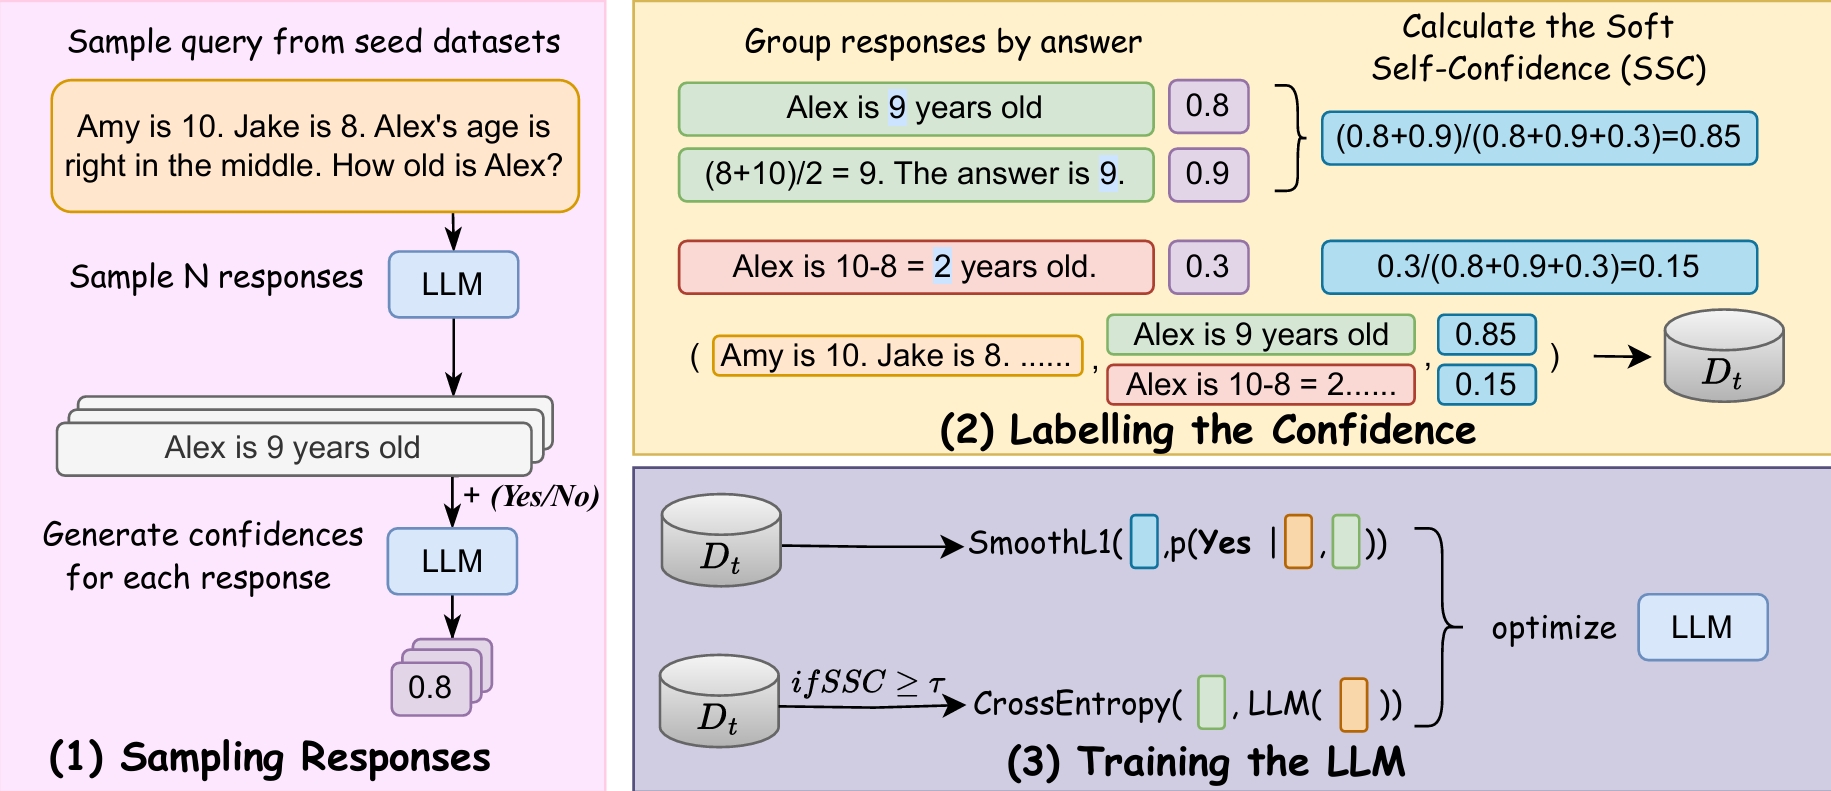 Sample query from seed datasets
Amy is 10. Jake is 8. Alex's age is
right in the middle. How old is Alex?
Sample N responses
LLM
Alex is 9 years old
+ (Yes/No)
Generate confidences
for each response
LLM
0.8
(1) Sampling Responses
Group responses by answer
Calculate the Soft
Self-Confidence (SSC)
Alex is 9 years old
0.8
(8+10)/2 = 9. The answer is 9.
0.9
(0.8+0.9)/(0.8+0.9+0.3)=0.85
Alex is 10-8 = 2 years old.
0.3
0.3/(0.8+0.9+0.3)=0.15
( Amy is 10. Jake is 8. ...... ,
Alex is 9 years old
Alex is 10-8 = 2......
,
0.85
0.15
)
D_t
(2) Labelling the Confidence
D_t
SmoothL1( ,p(Yes | , ))
D_t
if SSC ≥ τ
CrossEntropy( , LLM( ))
optimize
LLM
(3) Training the LLM